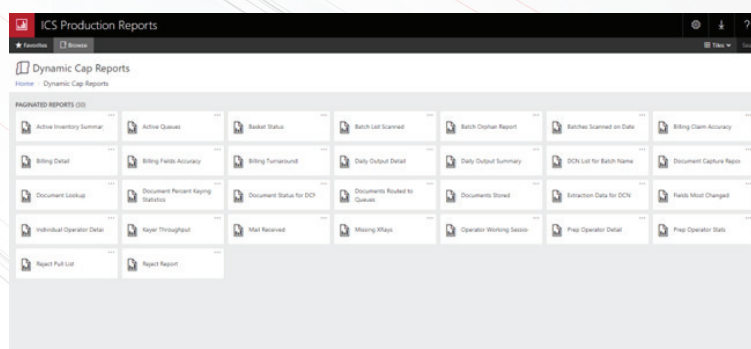 ICS Production Reports
?
Favorites Browse Tiles
Dynamic Cap Reports
Home Dynamic Cap Reports
PAGINATED REPORTS (30)
Active Inventory Summar Active Queues Basket Status Batch List Scanned Batch Orphan Report Batches Scanned on Date Billing Claim Accuracy
Billing Detail Billing Fields Accuracy Billing Turnaround Daily Output Detail Daily Output Summary DCN List for Batch Name Document Capture Repor
Document Lookup Document Percent Keying Statistics Document Status for DCN Documents Routed to Queues Documents Stored Extraction Data for DCN Fields Most Changed
Individual Operator Detai Keyer Throughput Mail Received Missing XRays Operator Working Sessio Prep Operator Detail Prep Operator Stats
Reject Pull List Reject Report